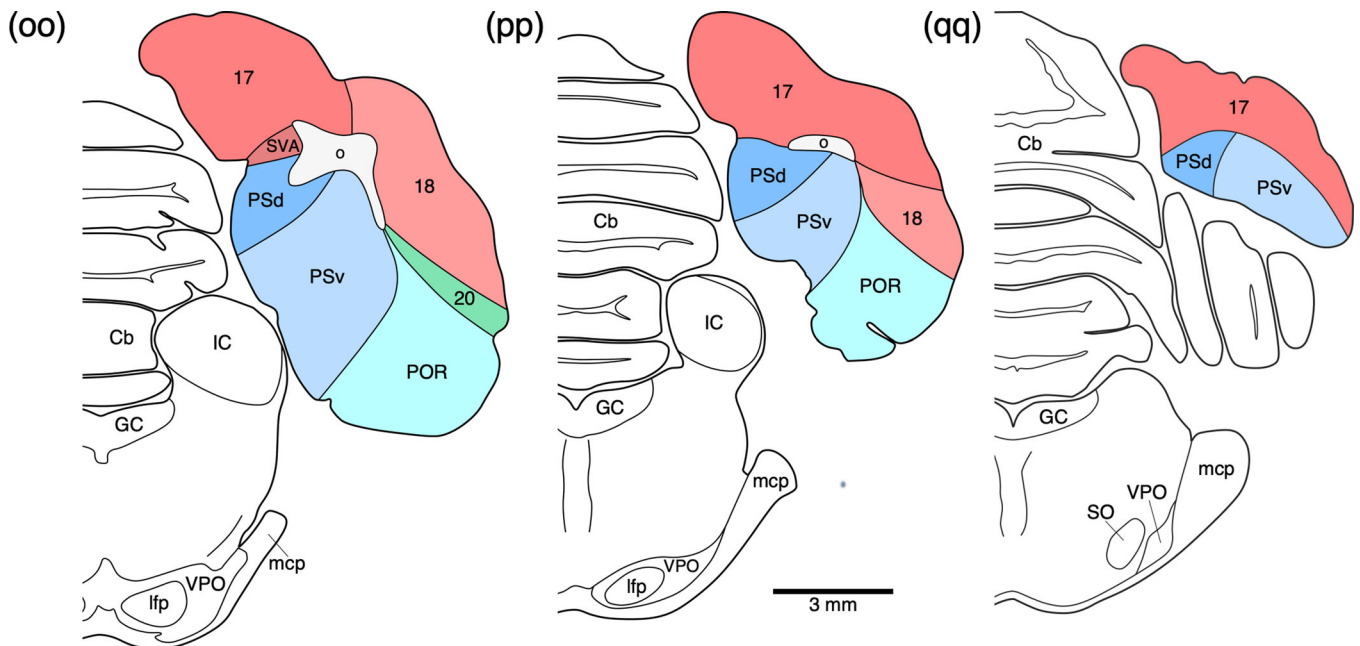 (oo)
17
SVA
o
18
PSd
PSv
20
IC
Cb
POR
GC
VPO
mcp
lfp
(pp)
17
o
PSd
18
PSv
Cb
POR
IC
GC
mcp
VPO
lfp
3 mm
(qq)
17
Cb
PSd
PSv
GC
mcp
VPO
SO